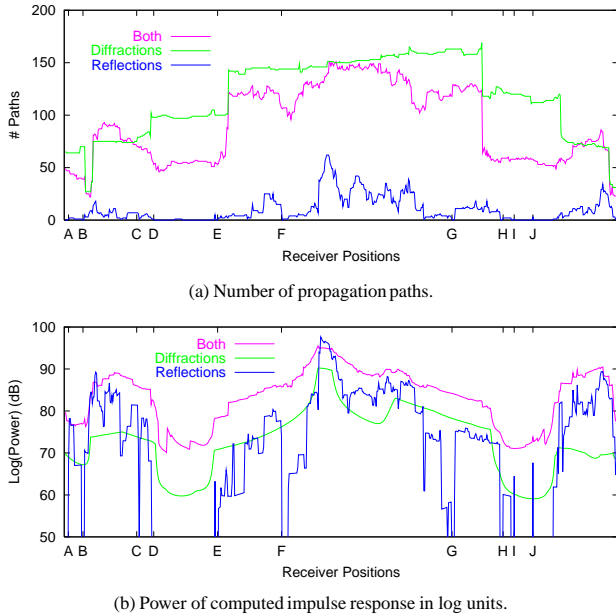 200
150
100
50
0
# Paths
Both
Diffractions
Reflections
A B C D E F G H I J
Receiver Positions
(a) Number of propagation paths.
100
90
80
70
60
50
Log(Power) (dB)
Both
Diffractions
Reflections
A B C D E F G H I J
Receiver Positions
(b) Power of computed impulse response in log units.